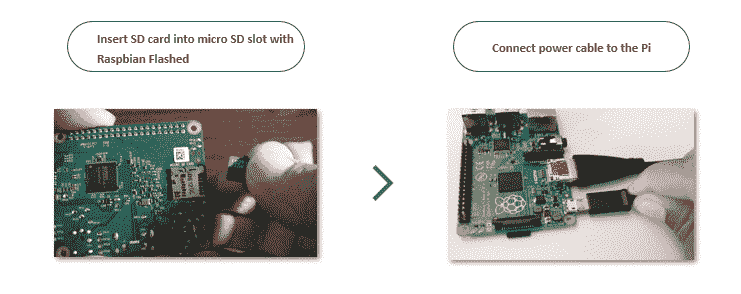 Insert SD card into micro SD slot with
Raspbian Flashed
Connect power cable to the Pi